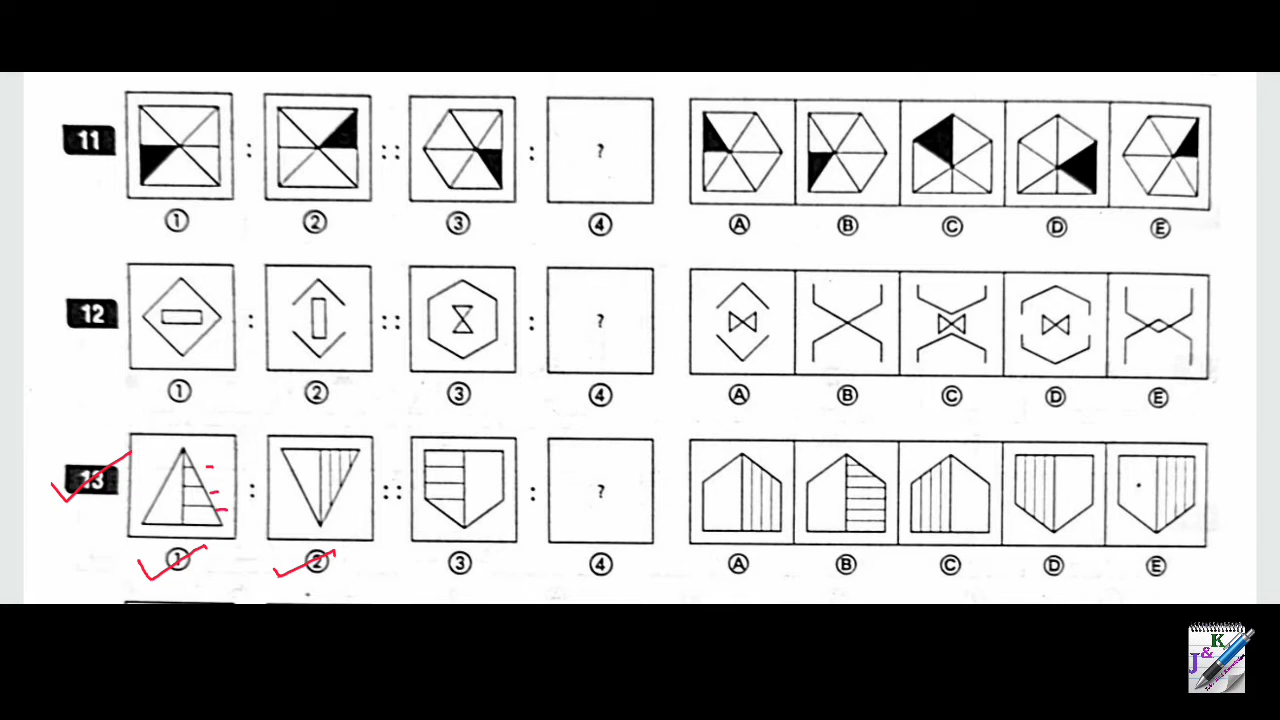 11 : :: : ?
① ② ③ ④ Ⓐ Ⓑ Ⓒ Ⓓ Ⓔ
12 : :: : ?
① ② ③ ④ Ⓐ Ⓑ Ⓒ Ⓓ Ⓔ
13 : :: : ?
① ② ③ ④ Ⓐ Ⓑ Ⓒ Ⓓ Ⓔ
J & K